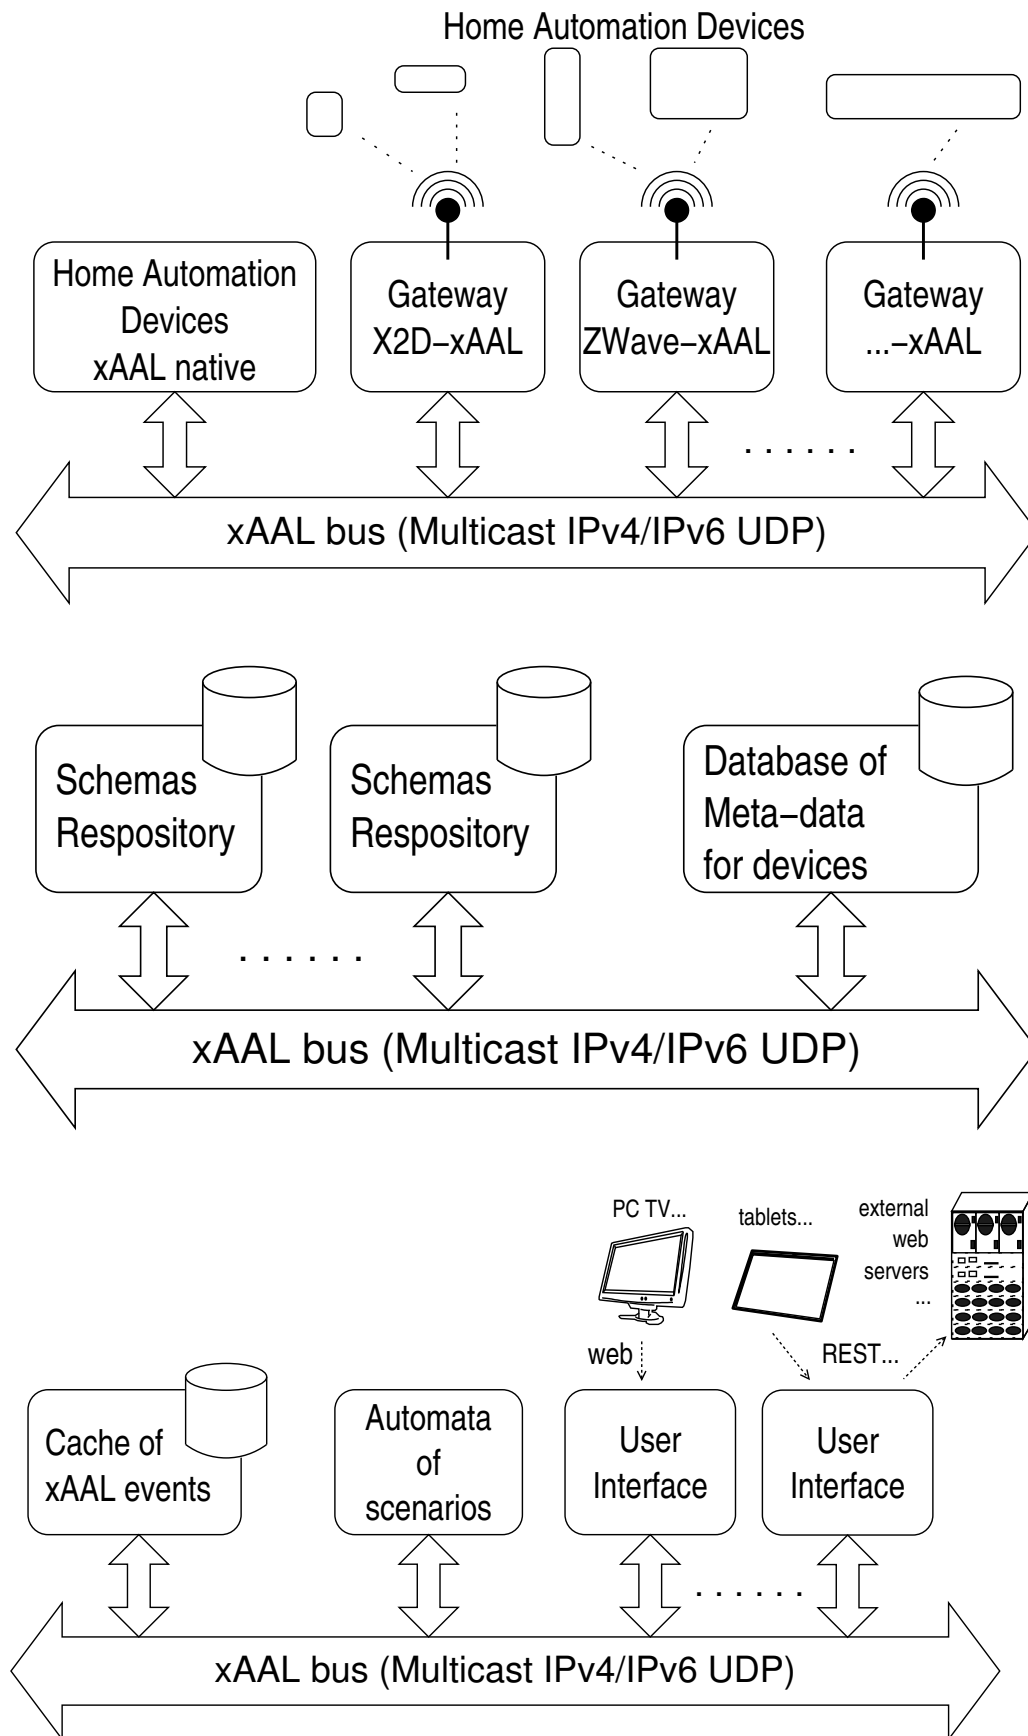 Home Automation Devices
Home Automation
Devices
xAAL native
Gateway
X2D–xAAL
Gateway
ZWave–xAAL
Gateway
...–xAAL
. . . . . .
xAAL bus (Multicast IPv4/IPv6 UDP)
Schemas
Respository
Schemas
Respository
Database of
Meta–data
for devices
. . . . . .
xAAL bus (Multicast IPv4/IPv6 UDP)
PC TV...
tablets...
external
web
servers
...
web
REST...
Cache of
xAAL events
Automata
of
scenarios
User
Interface
User
Interface
. . . . . .
xAAL bus (Multicast IPv4/IPv6 UDP)